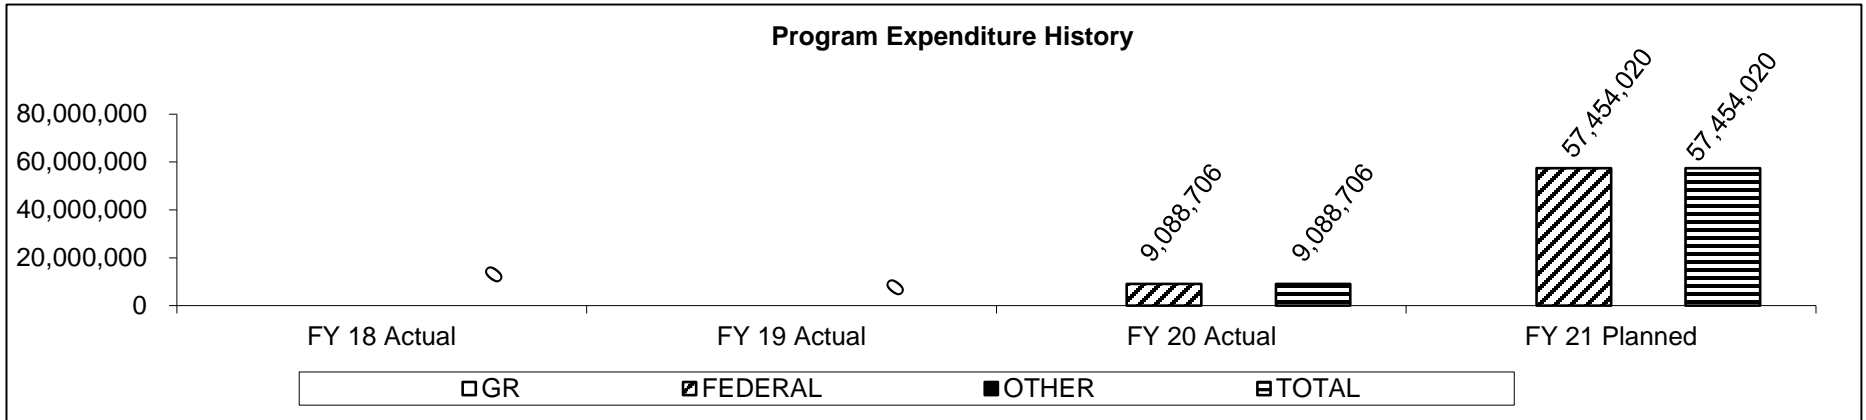 Program Expenditure History
80,000,000
60,000,000
40,000,000
20,000,000
0
0
0
9,088,706
9,088,706
57,454,020
57,454,020
FY 18 Actual
FY 19 Actual
FY 20 Actual
FY 21 Planned
GR FEDERAL OTHER TOTAL